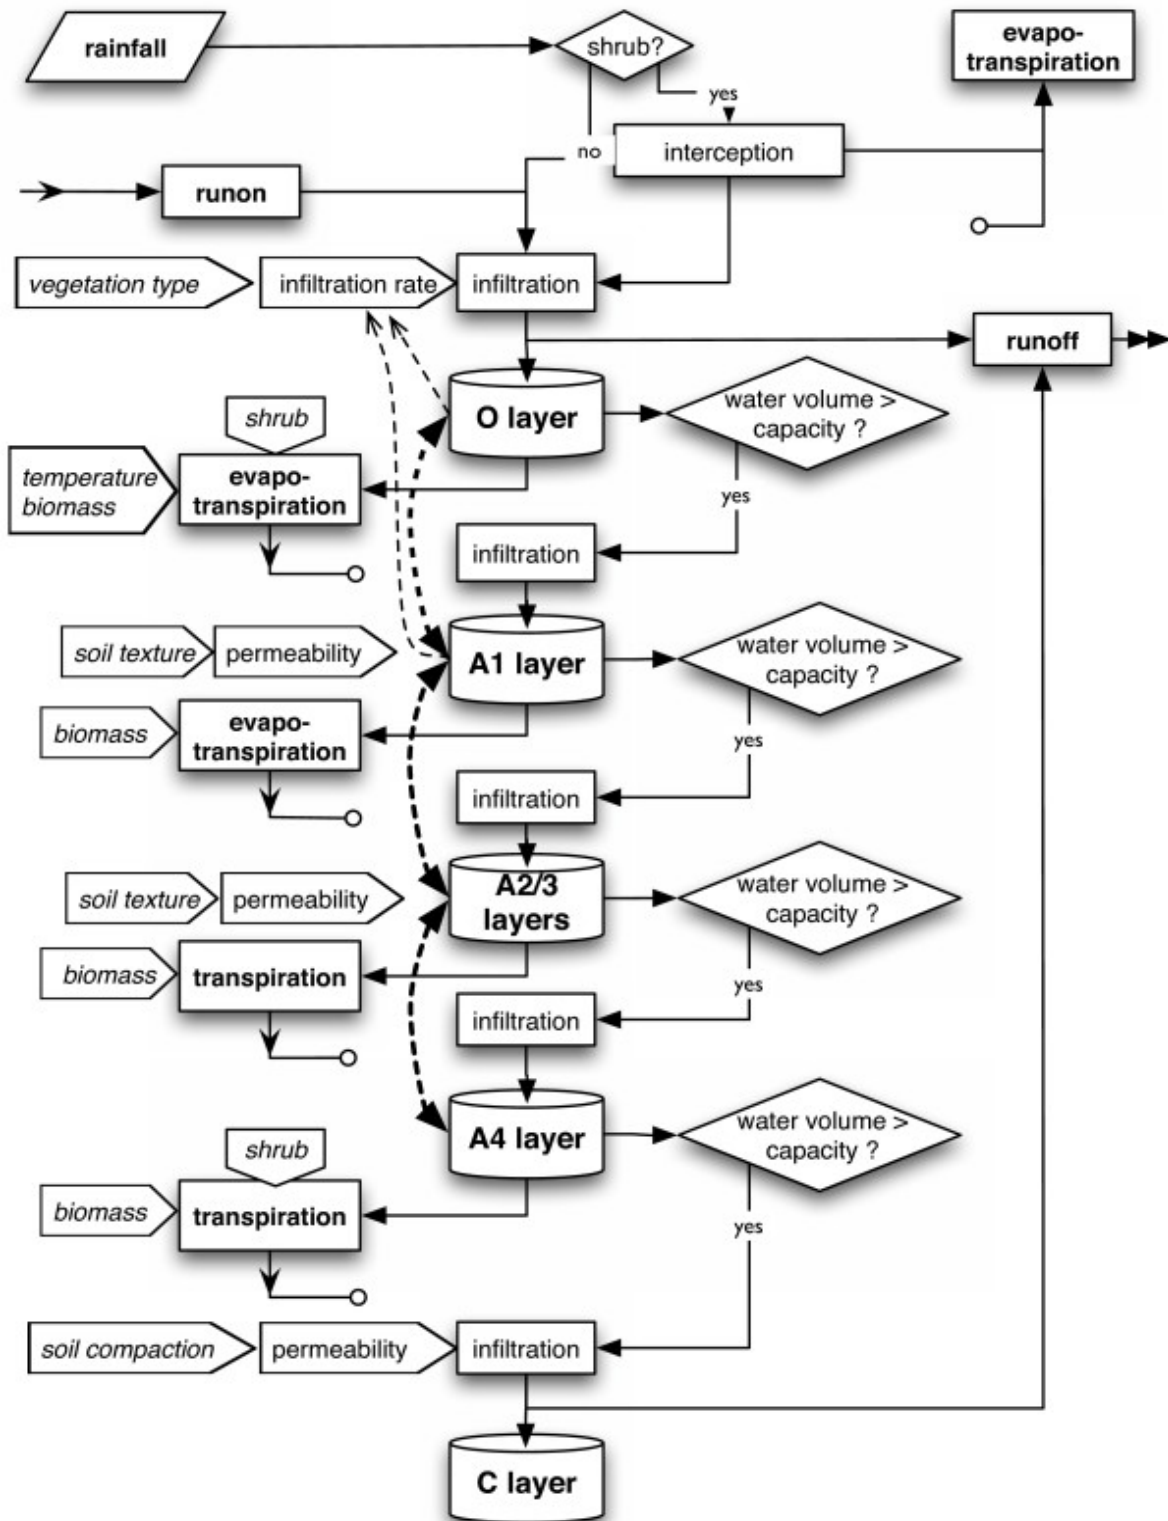 rainfall
shrub?
evapo-
transpiration
yes
no
interception
runon
vegetation type
infiltration rate
infiltration
runoff
O layer
water volume >
capacity ?
shrub
temperature
biomass
evapo-
transpiration
yes
infiltration
soil texture
permeability
A1 layer
water volume >
capacity ?
biomass
evapo-
transpiration
yes
infiltration
soil texture
permeability
A2/3
layers
water volume >
capacity ?
biomass
transpiration
yes
infiltration
A4 layer
water volume >
capacity ?
shrub
biomass
transpiration
yes
soil compaction
permeability
infiltration
C layer